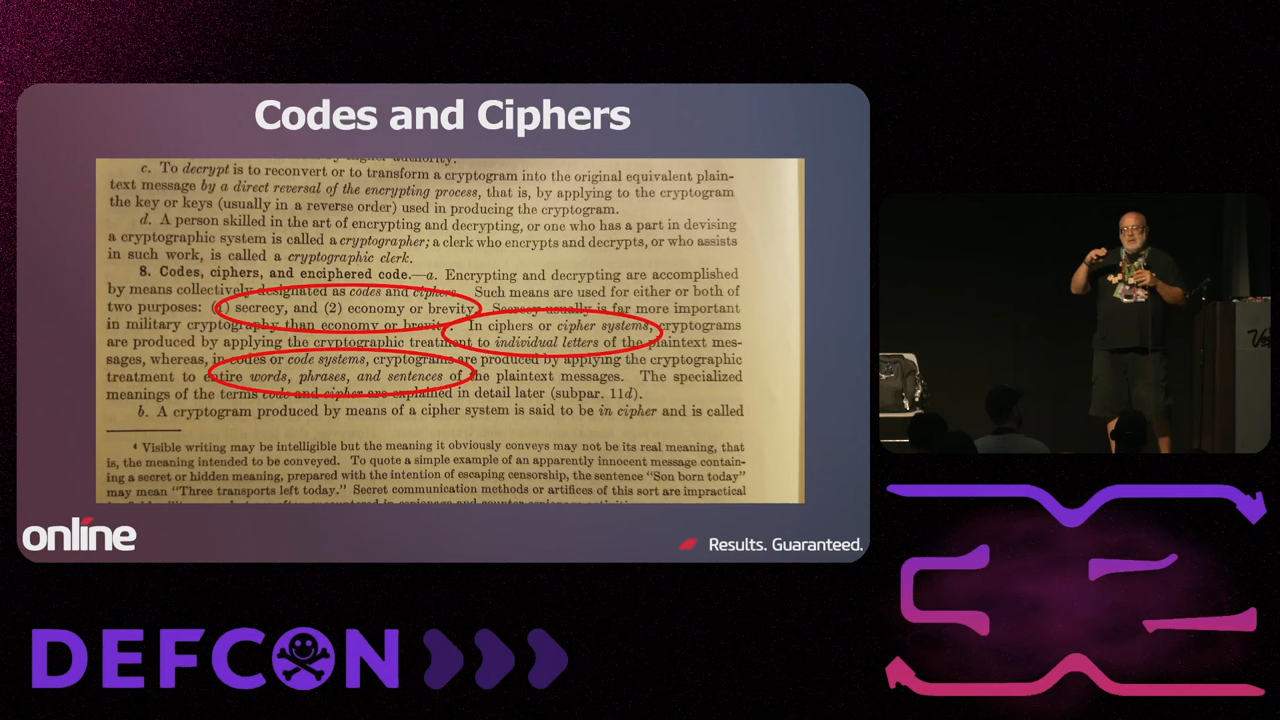 Codes and Ciphers
c. To decrypt is to reconvert or to transform a cryptogram into the original equivalent plain-
text message by a direct reversal of the encrypting process, that is, by applying to the cryptogram
the key or keys (usually in a reverse order) used in producing the cryptogram.
d. A person skilled in the art of encrypting and decrypting, or one who has a part in devising
a cryptographic system is called a cryptographer; a clerk who encrypts and decrypts, or who assists
in such work, is called a cryptographic clerk.
8. Codes, ciphers, and enciphered code.—a. Encrypting and decrypting are accomplished
by means collectively designated as codes and ciphers. Such means are used for either or both of
two purposes: (1) secrecy, and (2) economy or brevity. Secrecy usually is far more important
in military cryptography than economy or brevity. In ciphers or cipher systems, cryptograms
are produced by applying the cryptographic treatment to individual letters of the plaintext mes-
sages, whereas, in codes or code systems, cryptograms are produced by applying the cryptographic
treatment to entire words, phrases, and sentences of the plaintext messages. The specialized
meanings of the terms code and cipher are explained in detail later (subpar. 11d).
b. A cryptogram produced by means of a cipher system is said to be in cipher and is called
4 Visible writing may be intelligible but the meaning it obviously conveys may not be its real meaning, that
is, the meaning intended to be conveyed. To quote a simple example of an apparently innocent message contain-
ing a secret or hidden meaning, prepared with the intention of escaping censorship, the sentence "Son born today"
may mean "Three transports left today." Secret communication methods or artifices of this sort are impractical
online
Results. Guaranteed.
DEFCON